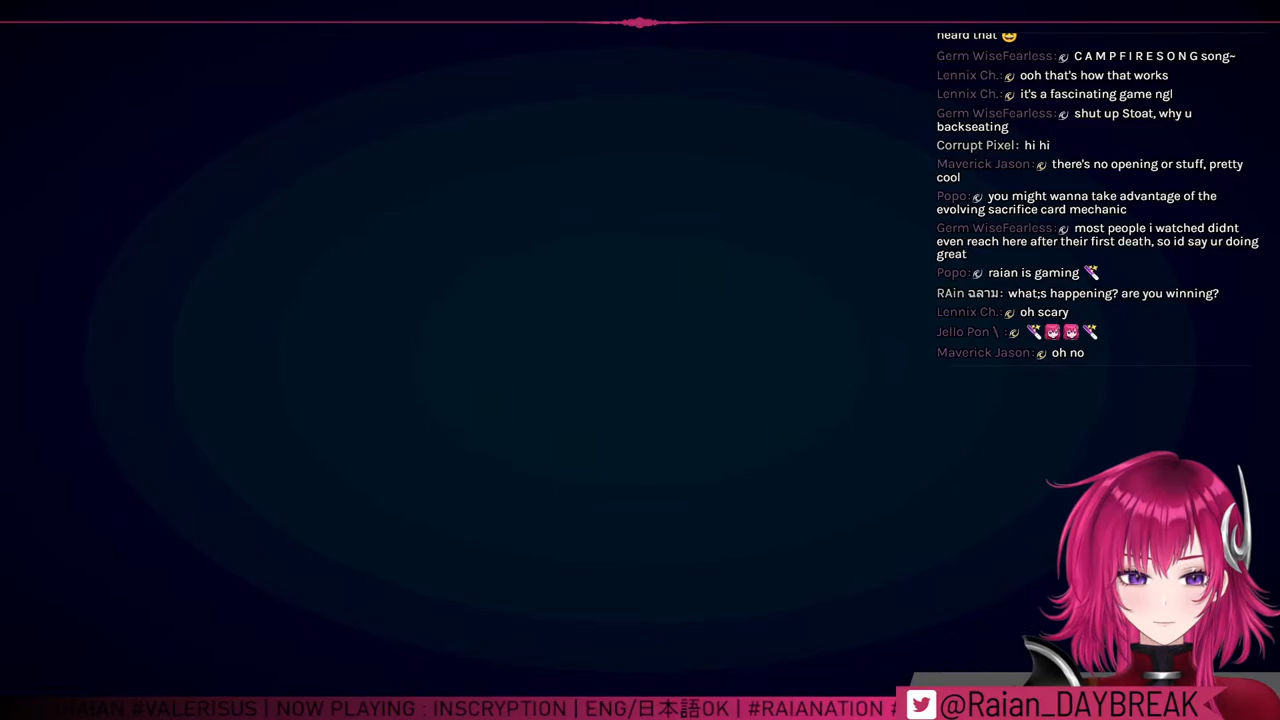 heard that 🤩
Germ WiseFearless: C A M P F I R E S O N G song~
Lennix Ch.: ooh that's how that works
Lennix Ch.: it's a fascinating game ngl
Germ WiseFearless: shut up Stoat, why u
backseating
Corrupt Pixel: hi hi
Maverick Jason: there's no opening or stuff, pretty
cool
Popo: you might wanna take advantage of the
evolving sacrifice card mechanic
Germ WiseFearless: most people i watched didnt
even reach here after their first death, so id say ur doing
great
Popo: raian is gaming
RAin ฉลาม: what;s happening? are you winning?
Lennix Ch.: oh scary
Jello Pon \ :
Maverick Jason: oh no
RAIAN #VALERISUS | NOW PLAYING : INSCRYPTION | ENG/日本語OK | #RAIANATION #
@Raian_DAYBREAK